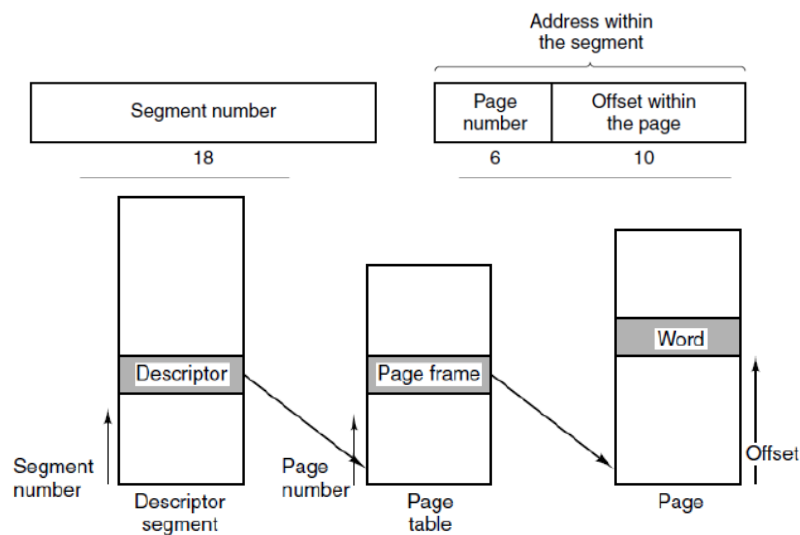 Address within
the segment
Segment number
Page
number
Offset within
the page
18
6
10
Descriptor
Page frame
Word
Segment
number
Page
number
Offset
Descriptor
segment
Page
table
Page